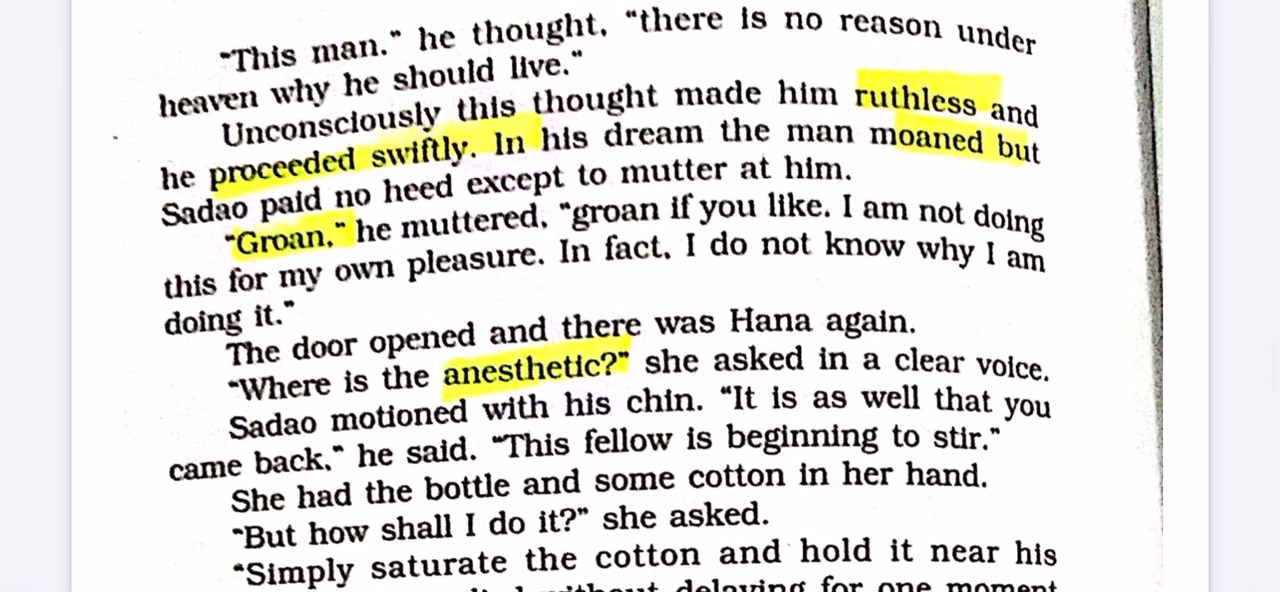 "This man." he thought, "there is no reason under
heaven why he should live."
Unconsciously this thought made him ruthless and
he proceeded swiftly. In his dream the man moaned but
Sadao paid no heed except to mutter at him.
"Groan," he muttered, "groan if you like. I am not doing
this for my own pleasure. In fact, I do not know why I am
doing it."
The door opened and there was Hana again.
"Where is the anesthetic?" she asked in a clear voice.
Sadao motioned with his chin. "It is as well that you
came back," he said. "This fellow is beginning to stir."
She had the bottle and some cotton in her hand.
"But how shall I do it?" she asked.
"Simply saturate the cotton and hold it near his
delaying for one moment